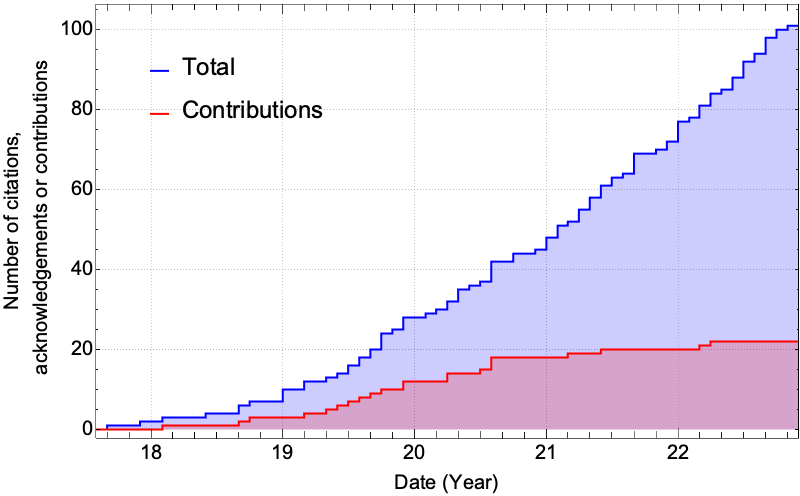 100
80
60
40
20
0
Number of citations,
acknowledgements or contributions
Total
Contributions
18 19 20 21 22
Date (Year)